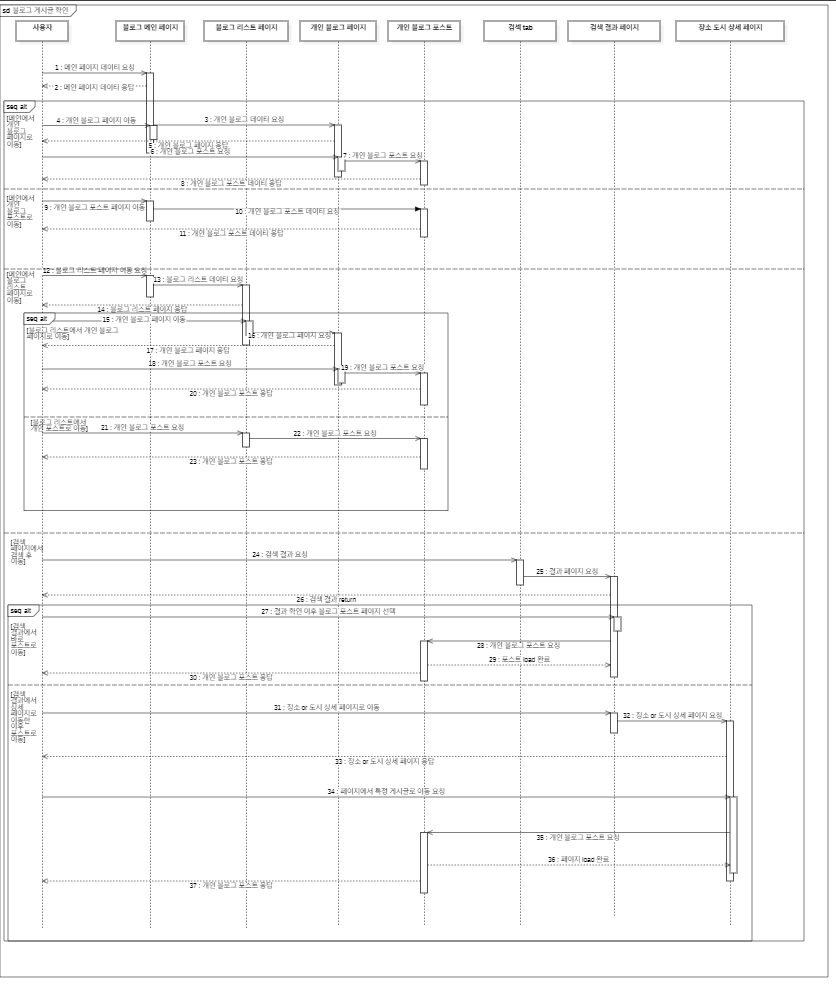 sd 블로그 게시글 확인
사용자
블로그 메인 페이지
블로그 리스트 페이지
개인 블로그 페이지
개인 블로그 포스트
검색 tab
검색 결과 페이지
장소 도시 상세 페이지
1 : 메인 페이지 데이터 요청
2 : 메인 페이지 데이터 응답
seq alt
[메인에서
개인
블로그
페이지로
이동]
4 : 개인 블로그 페이지 이동
3 : 개인 블로그 데이터 요청
5 : 개인 블로그 페이지 응답
6 : 개인 블로그 포스트 요청
7 : 개인 블로그 포스트 요청
8 : 개인 블로그 포스트 데이터 응답
[메인에서
개인
블로그
포스트로
이동]
9 : 개인 블로그 포스트 페이지 이동
10 : 개인 블로그 포스트 데이터 요청
11 : 개인 블로그 포스트 데이터 응답
[메인에서
블로그
리스트
페이지로
이동]
12 : 블로그 리스트 페이지 이동 요청
13 : 블로그 리스트 데이터 요청
14 : 블로그 리스트 페이지 응답
seq alt
15 : 개인 블로그 페이지 이동
[블로그 리스트에서 개인 블로그
페이지로 이동]
16 : 개인 블로그 페이지 요청
17 : 개인 블로그 페이지 응답
18 : 개인 블로그 포스트 요청
19 : 개인 블로그 포스트 요청
20 : 개인 블로그 포스트 응답
[블로그 리스트에서
개인 포스트로 이동]
21 : 개인 블로그 포스트 요청
22 : 개인 블로그 포스트 요청
23 : 개인 블로그 포스트 응답
[검색
페이지에서
검색 후
이동]
24 : 검색 결과 요청
25 : 결과 페이지 요청
26 : 검색 결과 return
seq alt
27 : 결과 확인 이후 블로그 포스트 페이지 선택
[검색
결과에서
바로
포스트로
이동]
28 : 개인 블로그 포스트 요청
29 : 포스트 load 완료
30 : 개인 블로그 포스트 응답
[검색
결과에서
상세
페이지로
이동한
이후
포스트로
이동]
31 : 장소 or 도시 상세 페이지로 이동
32 : 장소 or 도시 상세 페이지 요청
33 : 장소 or 도시 상세 페이지 응답
34 : 페이지에서 특정 게시글로 이동 요청
35 : 개인 블로그 포스트 요청
36 : 페이지 load 완료
37 : 개인 블로그 포스트 응답